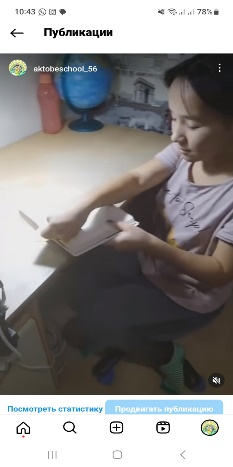 10:43
78%
Публикации
aktobeschool_56
Посмотреть статистику
Продвигать публикацию